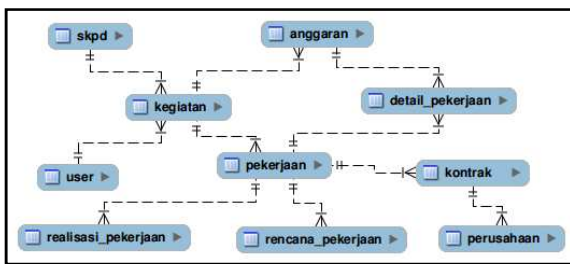 skpd
anggaran
kegiatan
detail_pekerjaan
user
pekerjaan
kontrak
realisasi_pekerjaan
rencana_pekerjaan
perusahaan